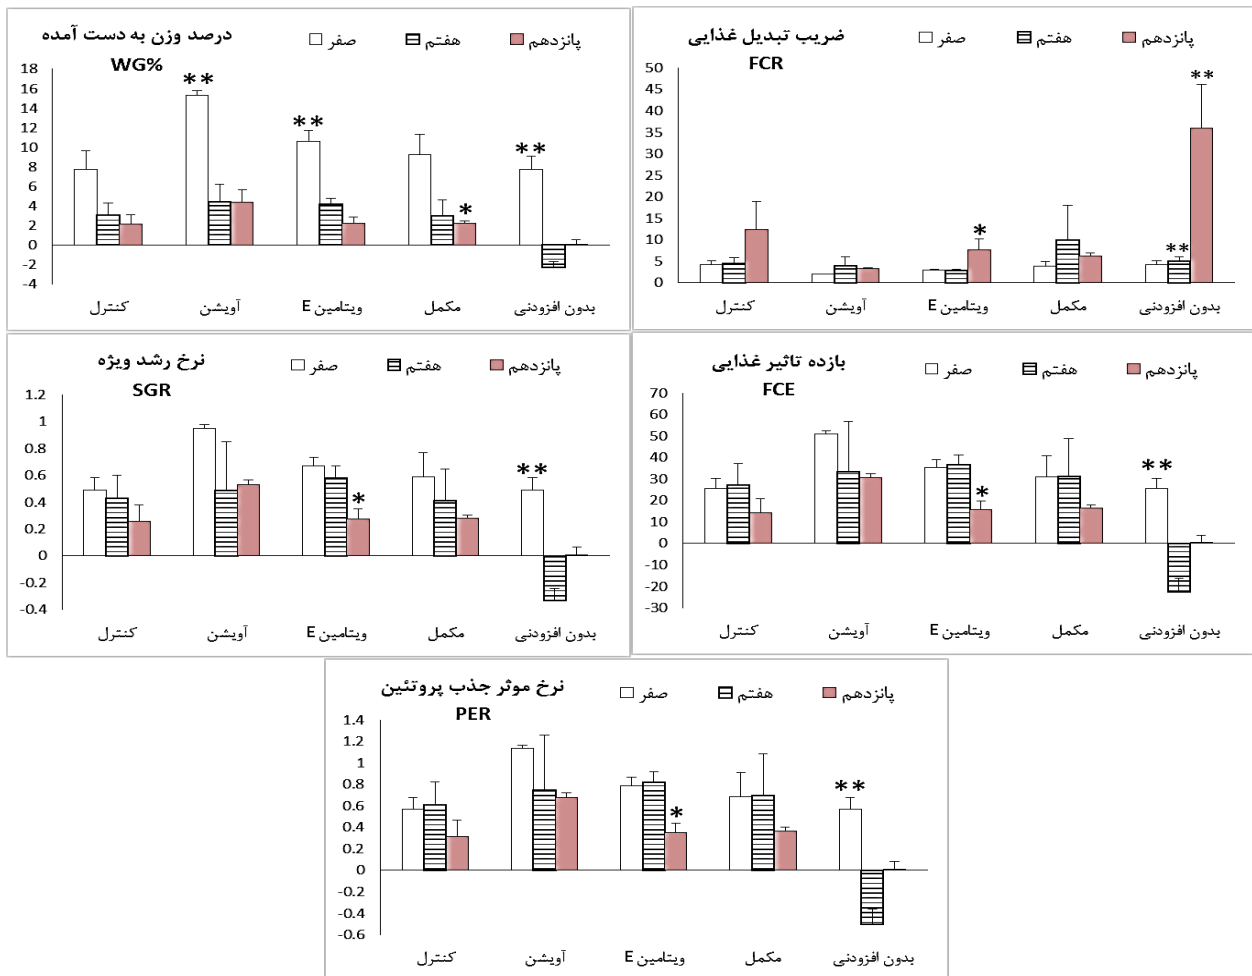 درصد وزن به دست آمده
WG%
صفر هفتم پانزدهم
18
16
14
12
10
8
6
4
2
0
-2
-4
** ** ** *
کنترل آویشن ویتامین E مکمل بدون افزودنی
ضریب تبدیل غذایی
FCR
صفر هفتم پانزدهم
50
45
40
35
30
25
20
15
10
5
0
* ** **
کنترل آویشن ویتامین E مکمل بدون افزودنی
نرخ رشد ویژه
SGR
صفر هفتم پانزدهم
1.2
1
0.8
0.6
0.4
0.2
0
-0.2
-0.4
* **
کنترل آویشن ویتامین E مکمل بدون افزودنی
بازده تاثیر غذایی
FCE
صفر هفتم پانزدهم
70
60
50
40
30
20
10
0
-10
-20
-30
* **
کنترل آویشن ویتامین E مکمل بدون افزودنی
نرخ موثر جذب پروتئین
PER
صفر هفتم پانزدهم
1.4
1.2
1
0.8
0.6
0.4
0.2
0
-0.2
-0.4
-0.6
* **
کنترل آویشن ویتامین E مکمل بدون افزودنی